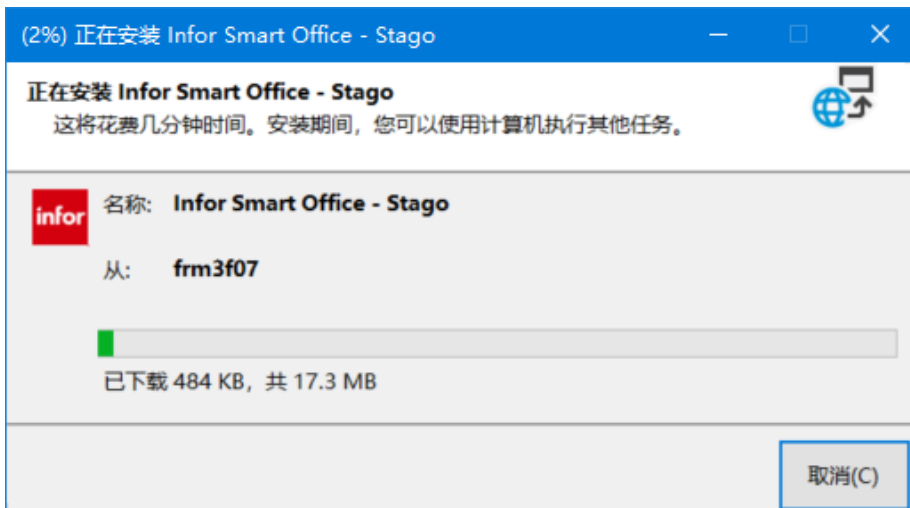 (2%) 正在安装 Infor Smart Office - Stago
正在安装 Infor Smart Office - Stago
这将花费几分钟时间。安装期间，您可以使用计算机执行其他任务。
infor
名称: Infor Smart Office - Stago
从: frm3f07
已下载 484 KB，共 17.3 MB
取消(C)